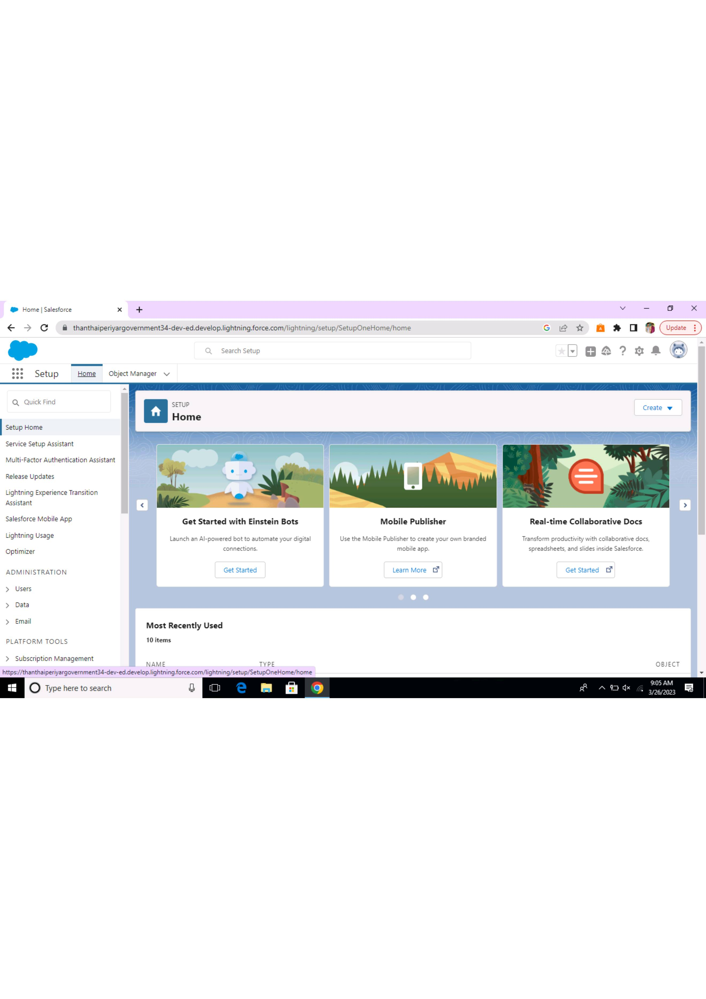 Home | Salesforce
thanthaiperiyargovernment34-dev-ed.develop.lightning.force.com/lightning/setup/SetupOneHome/home
Update
Search Setup
Setup
Home
Object Manager
Quick Find
Setup Home
Service Setup Assistant
Multi-Factor Authentication Assistant
Release Updates
Lightning Experience Transition
Assistant
Salesforce Mobile App
Lightning Usage
Optimizer
ADMINISTRATION
Users
Data
Email
PLATFORM TOOLS
Subscription Management
SETUP
Home
Create
Get Started with Einstein Bots
Launch an AI-powered bot to automate your digital
connections.
Get Started
Mobile Publisher
Use the Mobile Publisher to create your own branded
mobile app.
Learn More
Real-time Collaborative Docs
Transform productivity with collaborative docs,
spreadsheets, and slides inside Salesforce.
Get Started
Most Recently Used
10 items
NAME
TYPE
OBJECT
https://thanthaiperiyargovernment34-dev-ed.develop.lightning.force.com/lightning/setup/SetupOneHome/home
Type here to search
9:05 AM
3/26/2023